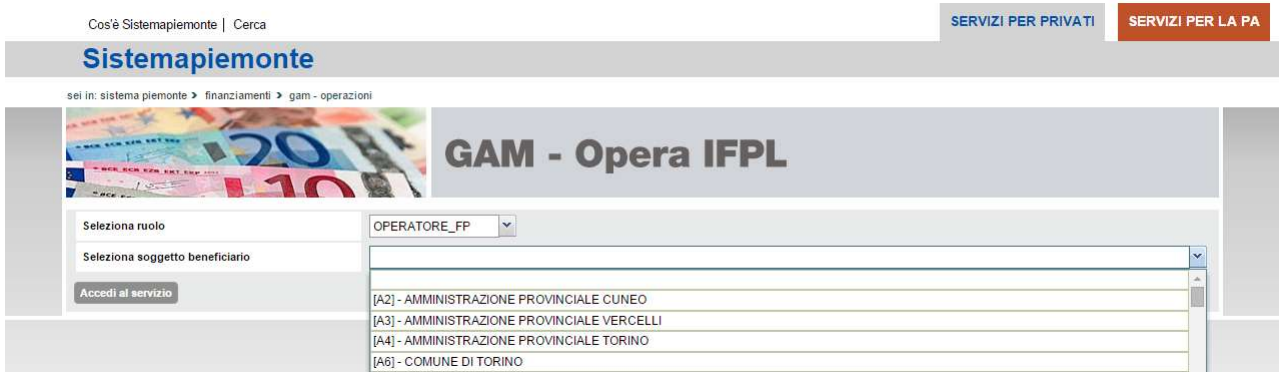 Cos'è Sistemapiemonte | Cerca
SERVIZI PER PRIVATI
SERVIZI PER LA PA
Sistemapiemonte
sei in: sistema piemonte > finanziamenti > gam - operazioni
20
10
GAM - Opera IFPL
Seleziona ruolo
OPERATORE_FP
Seleziona soggetto beneficiario
Accedi al servizio
[A2] - AMMINISTRAZIONE PROVINCIALE CUNEO
[A3] - AMMINISTRAZIONE PROVINCIALE VERCELLI
[A4] - AMMINISTRAZIONE PROVINCIALE TORINO
[A6] - COMUNE DI TORINO